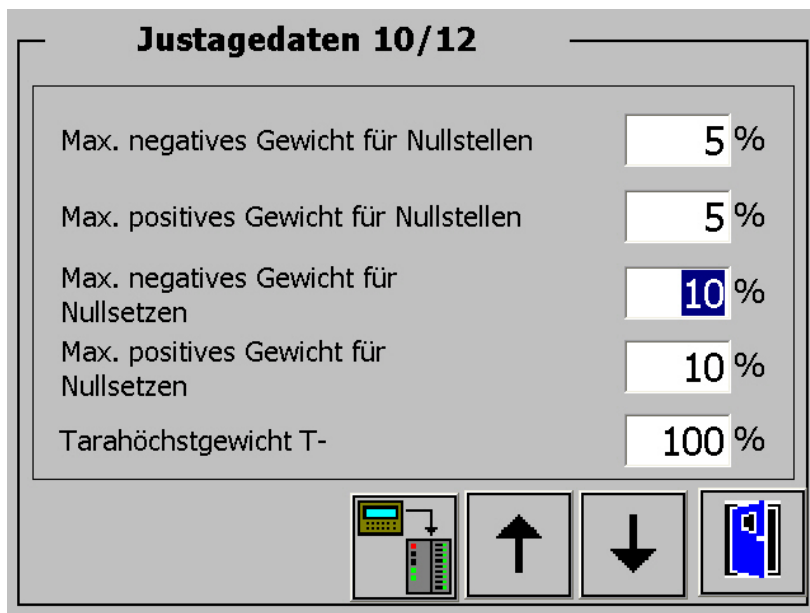 Justagedaten 10/12
Max. negatives Gewicht für Nullstellen 5 %
Max. positives Gewicht für Nullstellen 5 %
Max. negatives Gewicht für
Nullsetzen 10 %
Max. positives Gewicht für
Nullsetzen 10 %
Tarahöchstgewicht T- 100 %